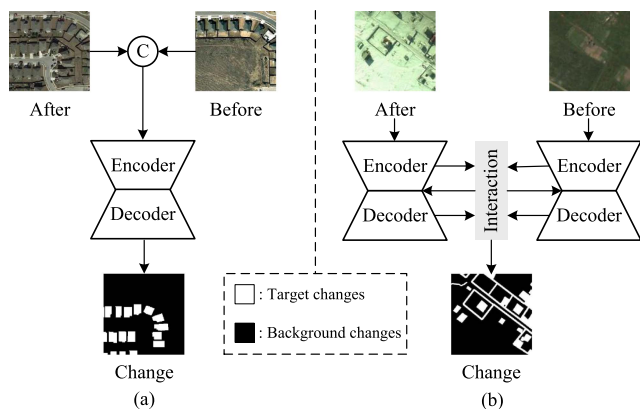 C
After
Before
After
Before
Encoder
Decoder
Encoder
Decoder
Interaction
Encoder
Decoder
: Target changes
: Background changes
Change
Change
(a)
(b)